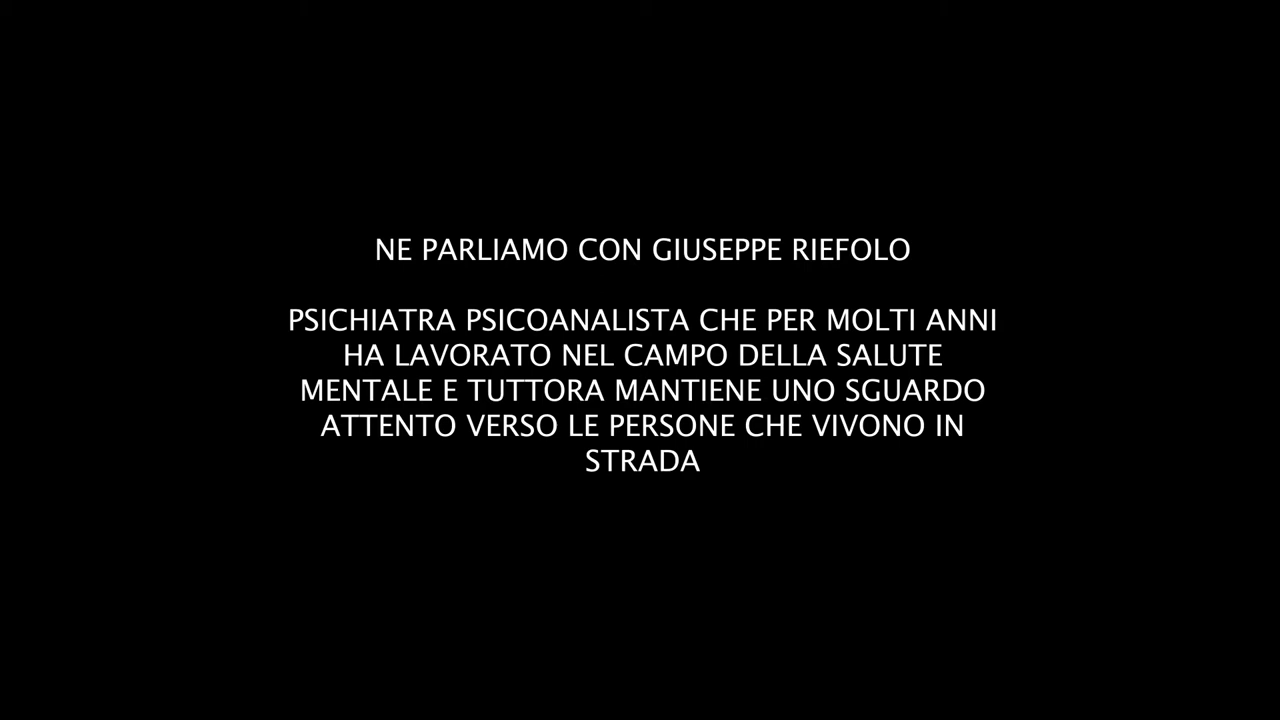 NE PARLIAMO CON GIUSEPPE RIEFOLO
PSICHIATRA PSICOANALISTA CHE PER MOLTI ANNI
HA LAVORATO NEL CAMPO DELLA SALUTE
MENTALE E TUTTORA MANTIENE UNO SGUARDO
ATTENTO VERSO LE PERSONE CHE VIVONO IN
STRADA